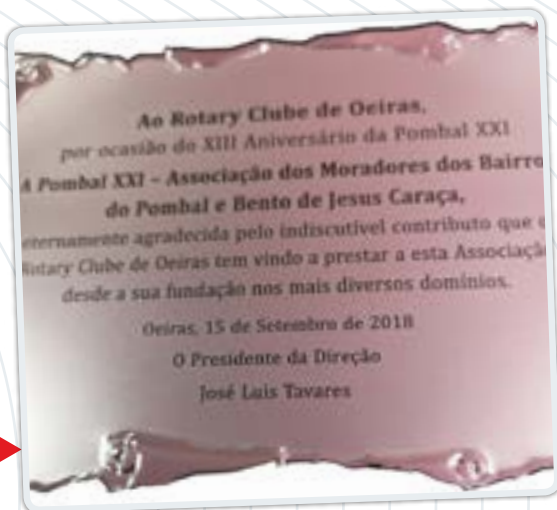 Ao Rotary Clube de Oeiras,
por ocasião do XIII Aniversário da Pombal XXI
A Pombal XXI – Associação dos Moradores dos Bairro
do Pombal e Bento de Jesus Caraça,
eternamente agradecida pelo indiscutível contributo que o
Rotary Clube de Oeiras tem vindo a prestar a esta Associação
desde a sua fundação nos mais diversos domínios.
Oeiras, 15 de Setembro de 2018
O Presidente da Direção
José Luis Tavares